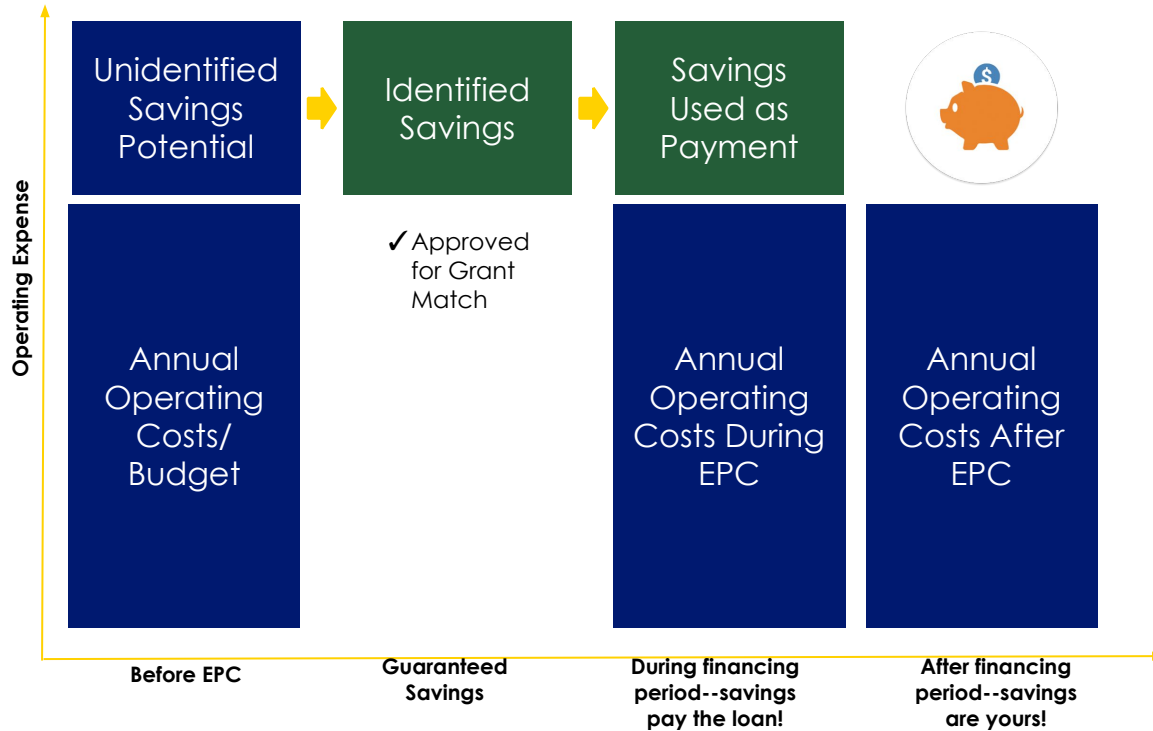 Operating Expense
Unidentified
Savings
Potential
Identified
Savings
Savings
Used as
Payment
$
✓Approved
for Grant
Match
Annual
Operating
Costs/
Budget
Annual
Operating
Costs During
EPC
Annual
Operating
Costs After
EPC
Before EPC
Guaranteed
Savings
During financing
period--savings
pay the loan!
After financing
period--savings
are yours!